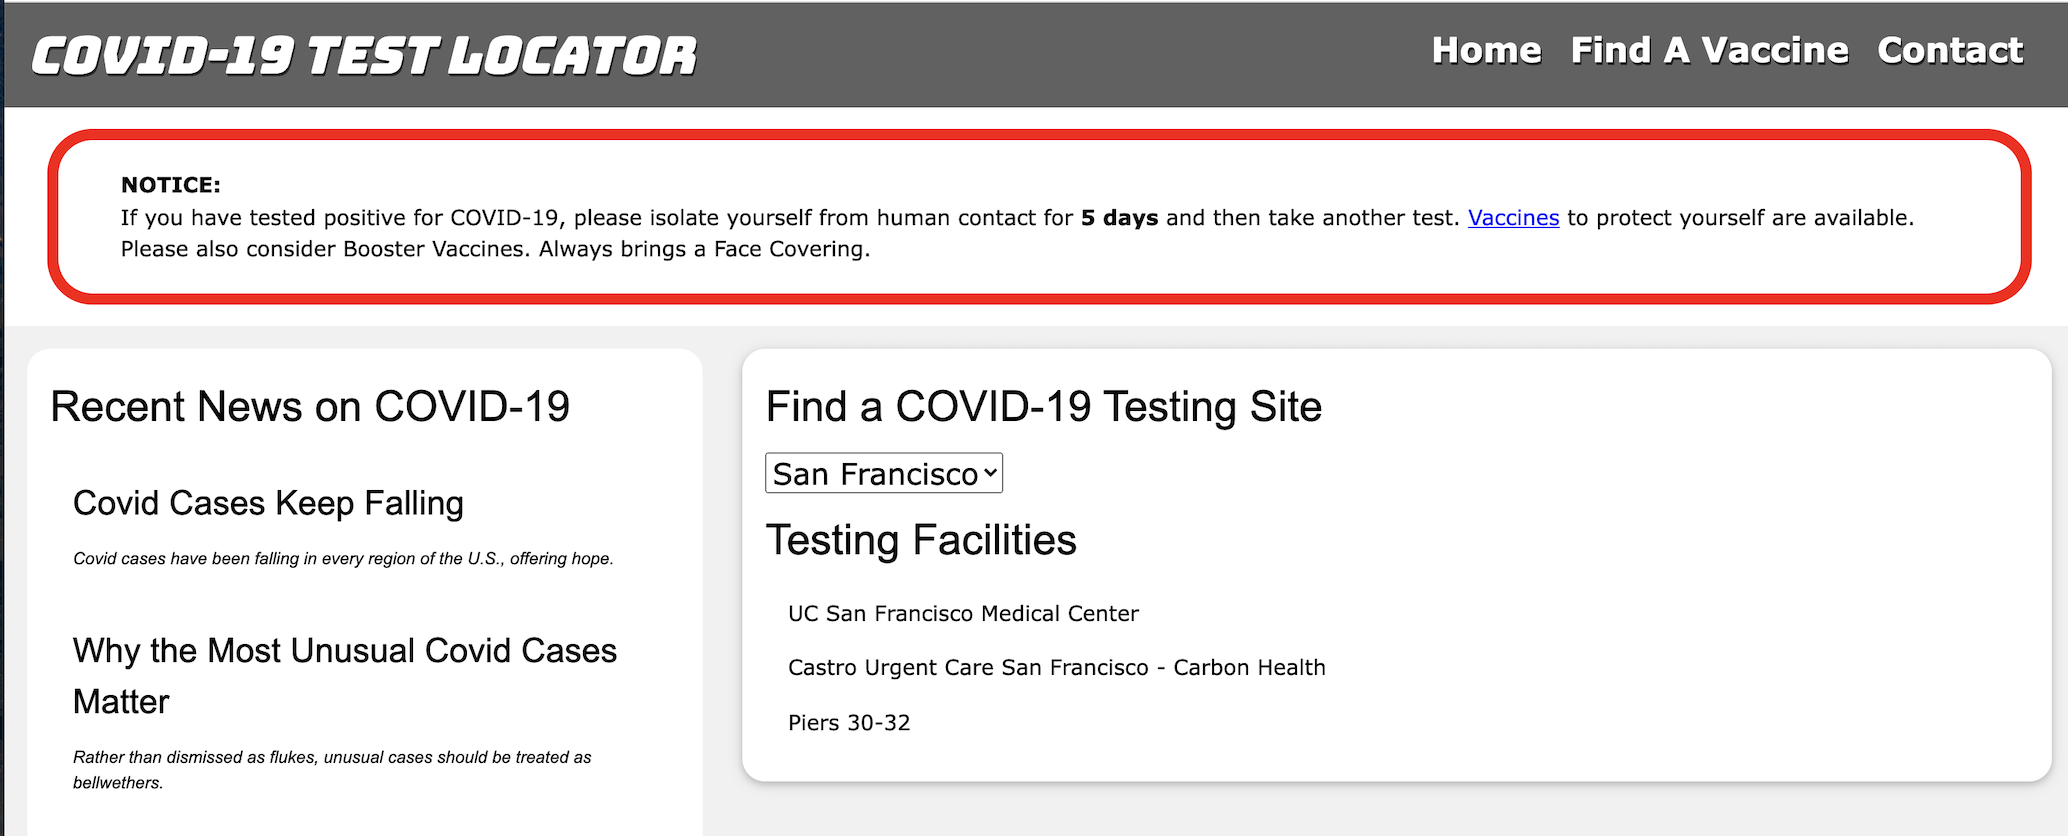 COVID-19 TEST LOCATOR
Home Find A Vaccine Contact
NOTICE:
If you have tested positive for COVID-19, please isolate yourself from human contact for 5 days and then take another test. Vaccines to protect yourself are available.
Please also consider Booster Vaccines. Always brings a Face Covering.
Recent News on COVID-19
Covid Cases Keep Falling
Covid cases have been falling in every region of the U.S., offering hope.
Why the Most Unusual Covid Cases
Matter
Rather than dismissed as flukes, unusual cases should be treated as
bellwethers.
Find a COVID-19 Testing Site
San Francisco
Testing Facilities
UC San Francisco Medical Center
Castro Urgent Care San Francisco - Carbon Health
Piers 30-32